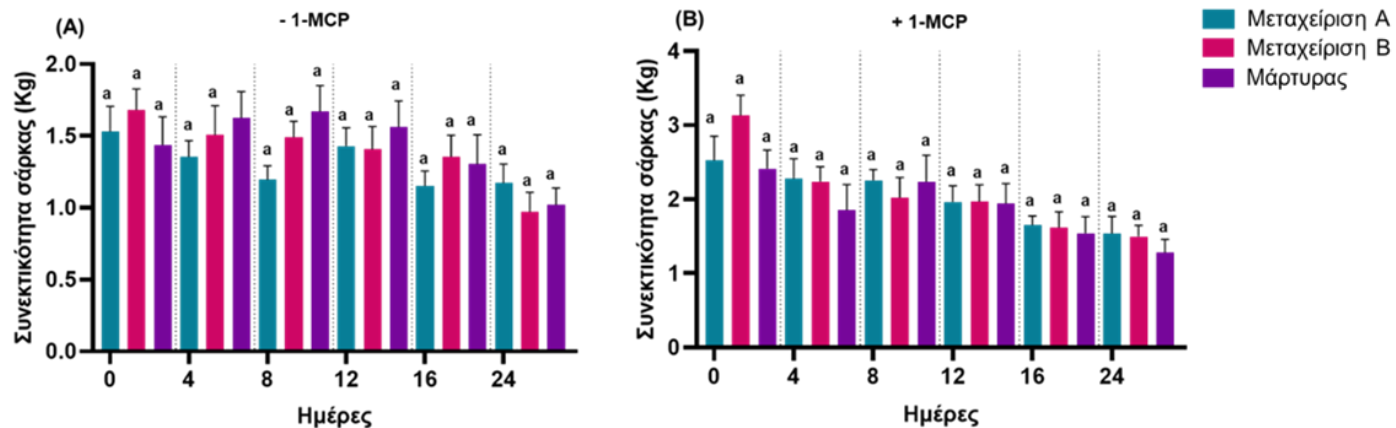 (A)
- 1-MCP
Συνεκτικότητα σάρκας (Kg)
2.0
1.5
1.0
0.5
0.0
a a a a a a a a a a a a a a a a a a
0 4 8 12 16 24
Ημέρες
(B)
+ 1-MCP
Συνεκτικότητα σάρκας (Kg)
4
3
2
1
0
a a a a a a a a a a a a a a a a a a
0 4 8 12 16 24
Ημέρες
Μεταχείριση Α
Μεταχείριση Β
Μάρτυρας